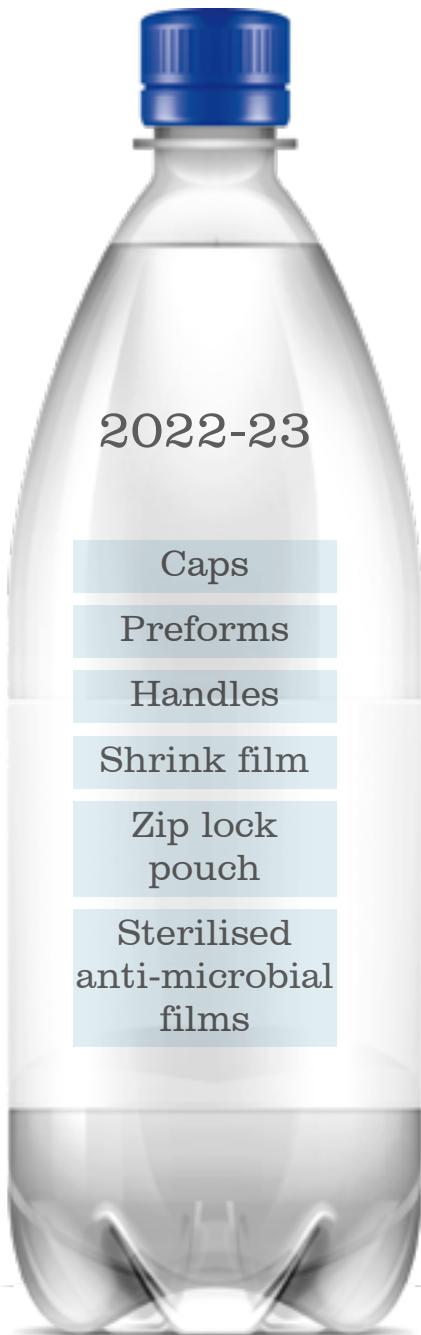 2022-23
Caps
Preforms
Handles
Shrink film
Zip lock
pouch
Sterilised
anti-microbial
films